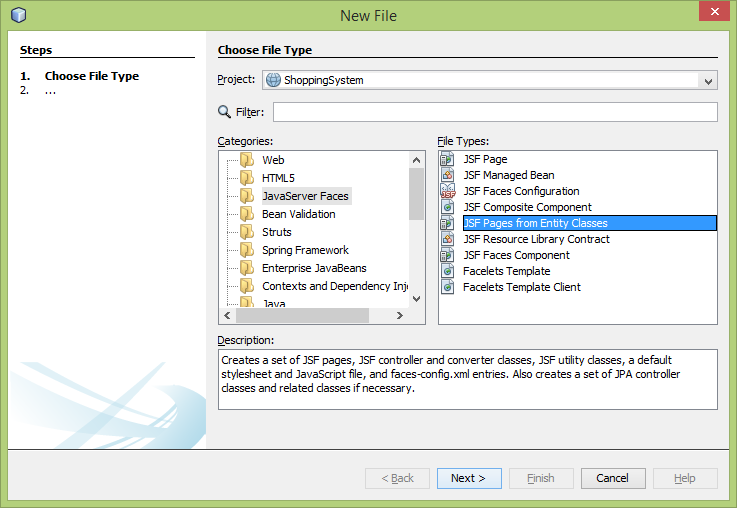 New File
Steps
1. Choose File Type
2. ...
Choose File Type
Project: ShoppingSystem
Filter:
Categories:
Web
HTML5
JavaServer Faces
Bean Validation
Struts
Spring Framework
Enterprise JavaBeans
Contexts and Dependency Inje
Java
File Types:
JSF Page
JSF Managed Bean
JSF Faces Configuration
JSF Composite Component
JSF Pages from Entity Classes
JSF Resource Library Contract
JSF Faces Component
Facelets Template
Facelets Template Client
Description:
Creates a set of JSF pages, JSF controller and converter classes, JSF utility classes, a default
stylesheet and JavaScript file, and faces-config.xml entries. Also creates a set of JPA controller
classes and related classes if necessary.
< Back Next > Finish Cancel Help